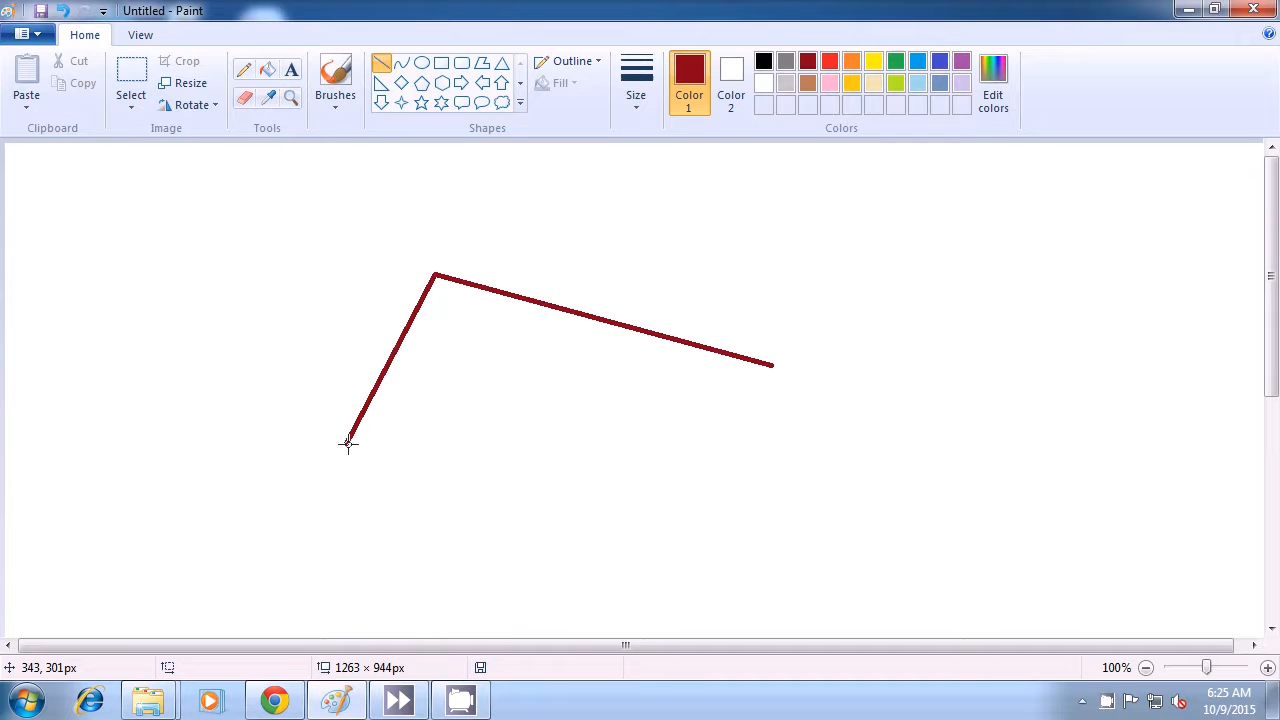 Untitled - Paint
Home View
Paste
Cut
Copy
Clipboard
Select
Crop
Resize
Rotate
Image
A
Tools
Brushes
Outline
Fill
Shapes
Size
Color 1
Color 2
Edit colors
Colors
343, 301px
1263 × 944px
100%
6:25 AM
10/9/2015